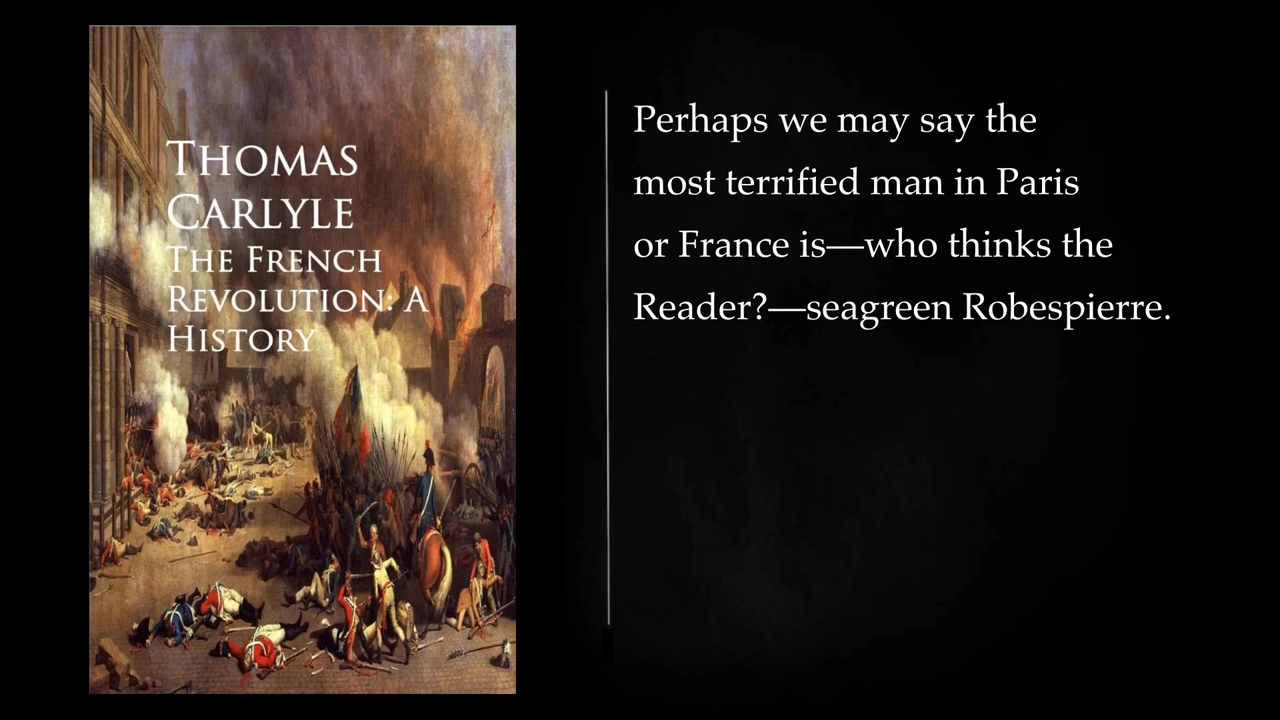 THOMAS
CARLYLE
THE FRENCH
REVOLUTION: A
HISTORY
Perhaps we may say the
most terrified man in Paris
or France is—who thinks the
Reader?—seagreen Robespierre.